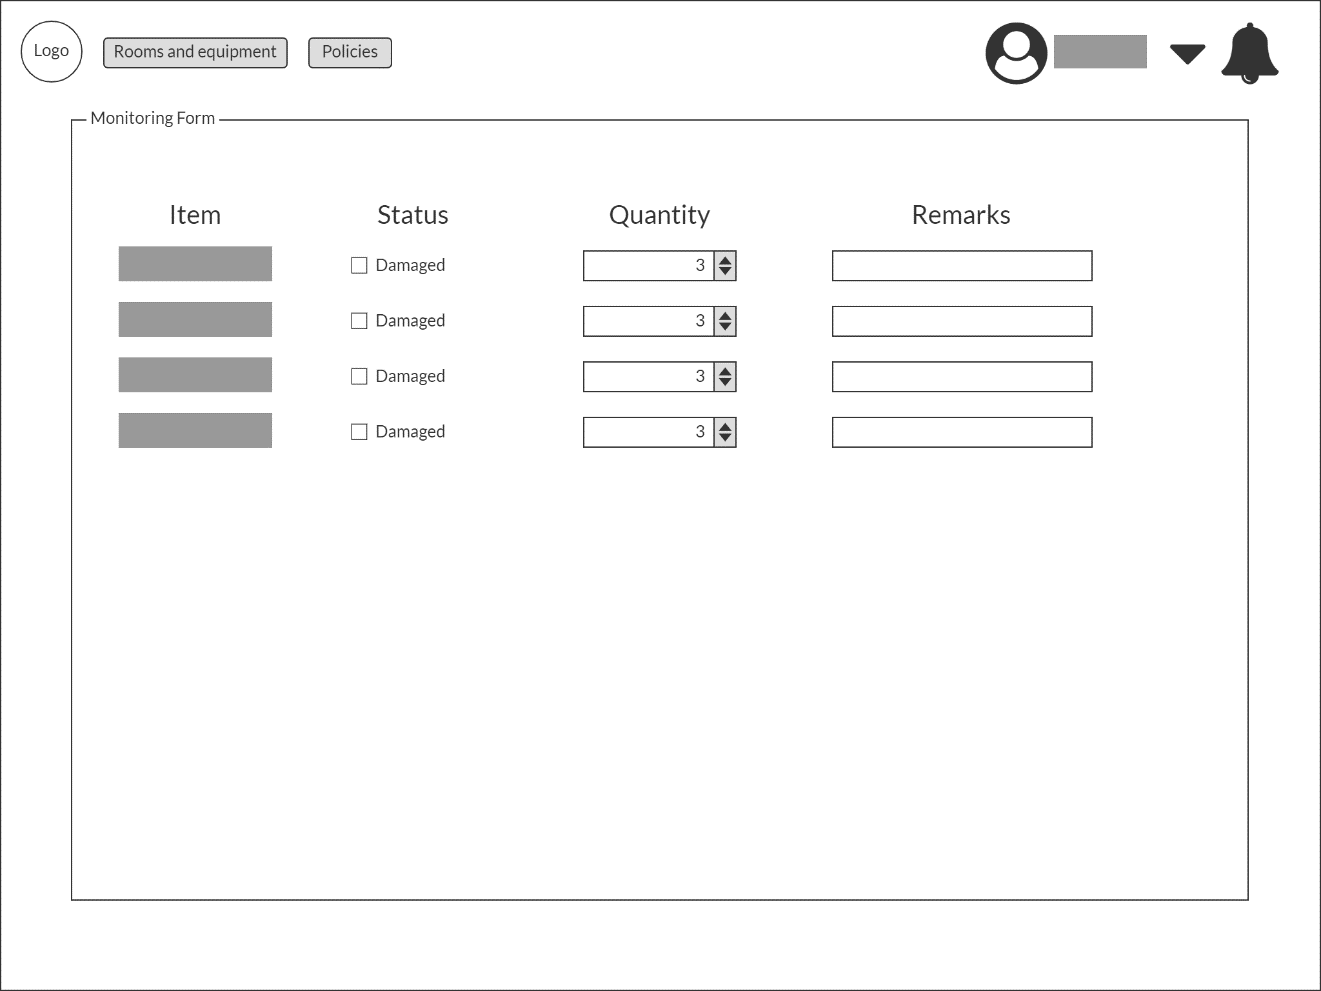 Logo
Rooms and equipment
Policies
Monitoring Form
Item Status Quantity Remarks
Damaged 3
Damaged 3
Damaged 3
Damaged 3